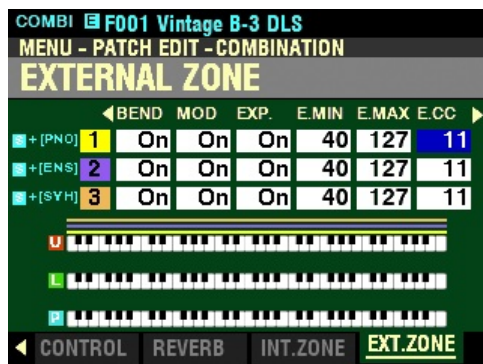 COMBI E F001 Vintage B-3 DLS
MENU - PATCH EDIT - COMBINATION
EXTERNAL ZONE
BEND MOD EXP. E.MIN E.MAX E.CC
S +[PNO] 1 On On On 40 127 11
S +[ENS] 2 On On On 40 127 11
S +[SYH] 3 On On On 40 127 11
U
L
P
CONTROL REVERB INT.ZONE EXT.ZONE